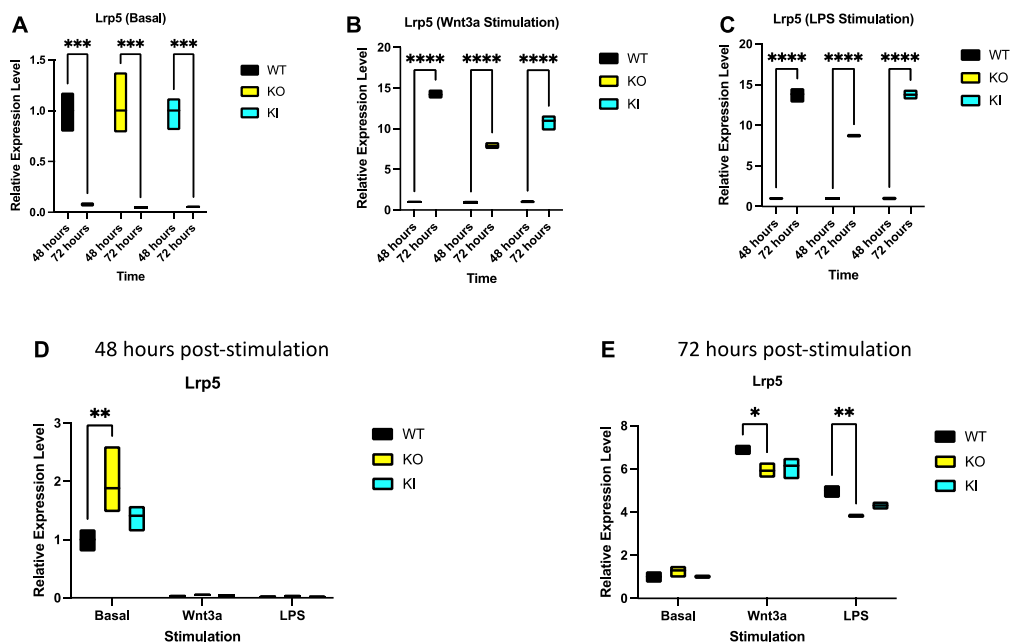 A
Lrp5 (Basal)
*** *** ***
Relative Expression Level
1.5
1.0
0.5
0.0
48 hours 72 hours 48 hours 72 hours 48 hours 72 hours
Time
WT
KO
KI
B
Lrp5 (Wnt3a Stimulation)
**** **** ****
Relative Expression Level
20
15
10
5
0
48 hours 72 hours 48 hours 72 hours 48 hours 72 hours
Time
WT
KO
KI
C
Lrp5 (LPS Stimulation)
**** **** ****
Relative Expression Level
20
15
10
5
0
48 hours 72 hours 48 hours 72 hours 48 hours 72 hours
Time
WT
KO
KI
D 48 hours post-stimulation
Lrp5
**
Relative Expression Level
3
2
1
0
Basal Wnt3a LPS
Stimulation
WT
KO
KI
E 72 hours post-stimulation
Lrp5
* **
Relative Expression Level
8
6
4
2
0
Basal Wnt3a LPS
Stimulation
WT
KO
KI